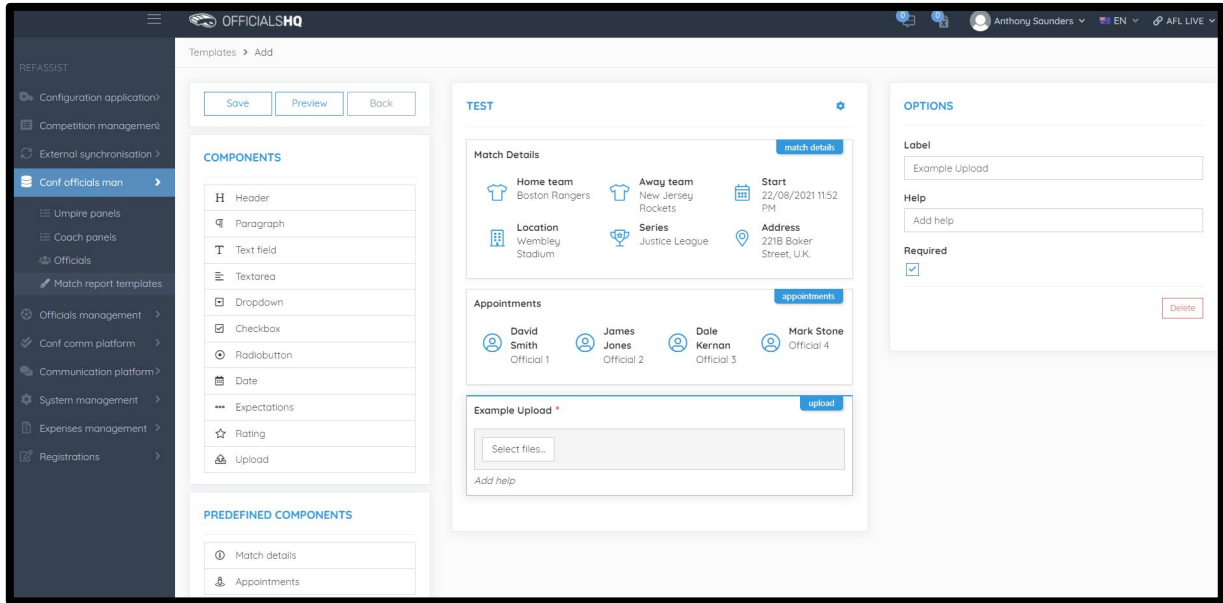 OFFICIALSHQ
0
0
Anthony Saunders
EN
AFL LIVE
Templates > Add
REFASSIST
Configuration application
Competition management
External synchronisation
Conf officials man
Umpire panels
Coach panels
Officials
Match report templates
Officials management
Conf comm platform
Communication platform
System management
Expenses management
Registrations
Save
Preview
Back
COMPONENTS
H Header
¶ Paragraph
T Text field
Textarea
Dropdown
Checkbox
Radiobutton
Date
Expectations
Rating
Upload
PREDEFINED COMPONENTS
Match details
Appointments
TEST
match details
Match Details
Home team
Boston Rangers
Away team
New Jersey
Rockets
Start
22/08/2021 11:52
PM
Location
Wembley
Stadium
Series
Justice League
Address
221B Baker
Street, U.K.
appointments
Appointments
David
Smith
Official 1
James
Jones
Official 2
Dale
Kernan
Official 3
Mark Stone
Official 4
upload
Example Upload *
Select files...
Add help
OPTIONS
Label
Example Upload
Help
Add help
Required
Delete